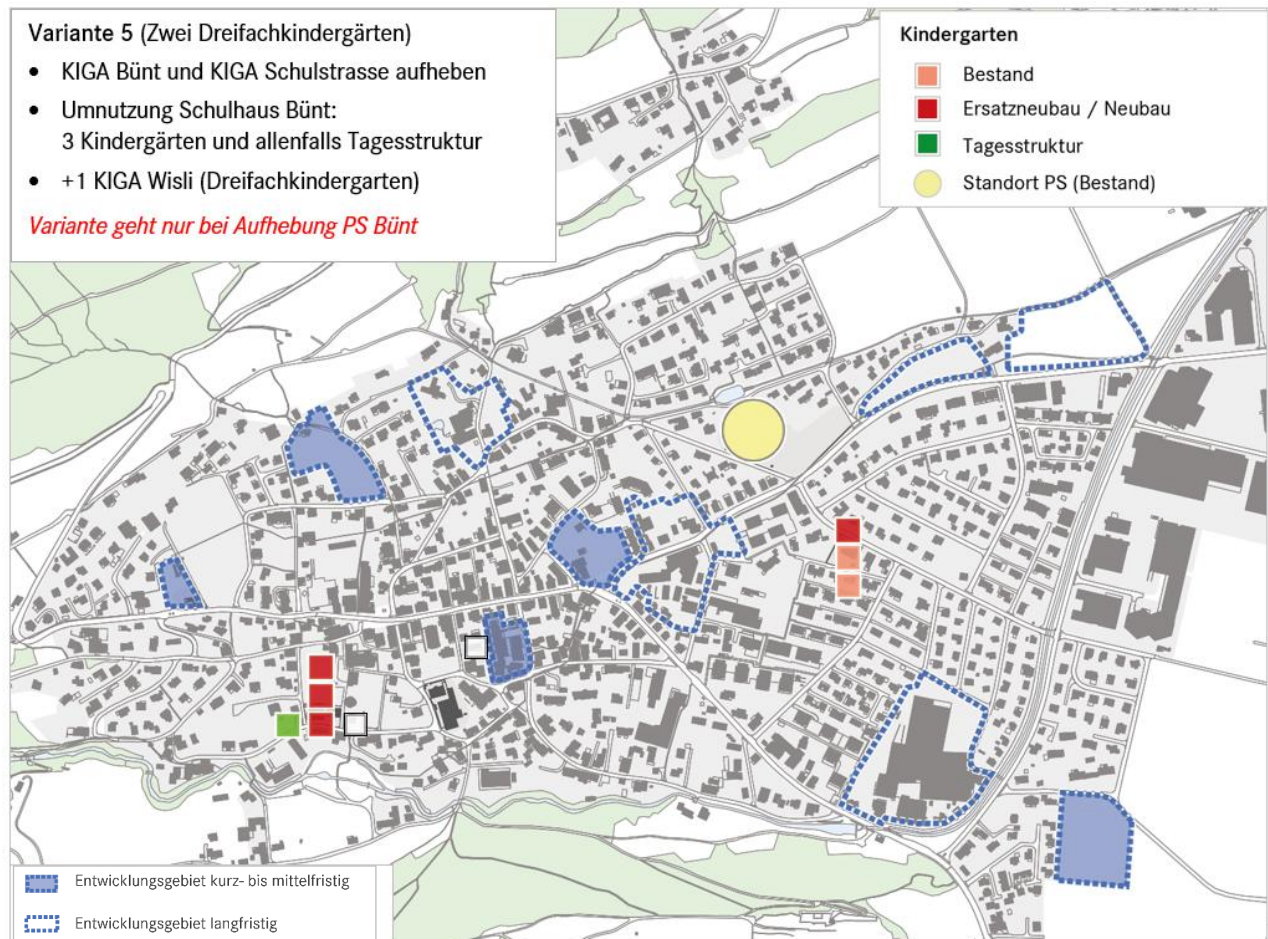 Variante 5 (Zwei Dreifachkindergärten)
• KIGA Bünt und KIGA Schulstrasse aufheben
• Umnutzung Schulhaus Bünt:
3 Kindergärten und allenfalls Tagesstruktur
• +1 KIGA Wisli (Dreifachkindergarten)
Variante geht nur bei Aufhebung PS Bünt
Kindergarten
Bestand
Ersatzneubau / Neubau
Tagesstruktur
Standort PS (Bestand)
Entwicklungsgebiet kurz- bis mittelfristig
Entwicklungsgebiet langfristig